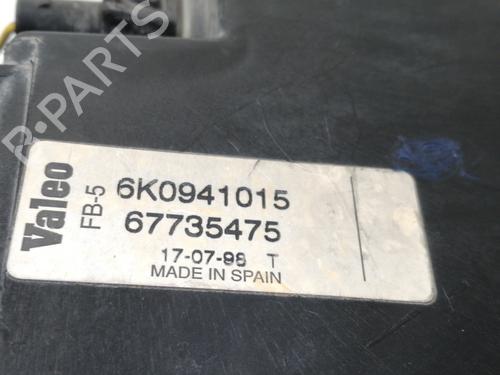 R-PARTS
Valeo
FB-5
6K0941015
67735475
17-07-98 T
MADE IN SPAIN